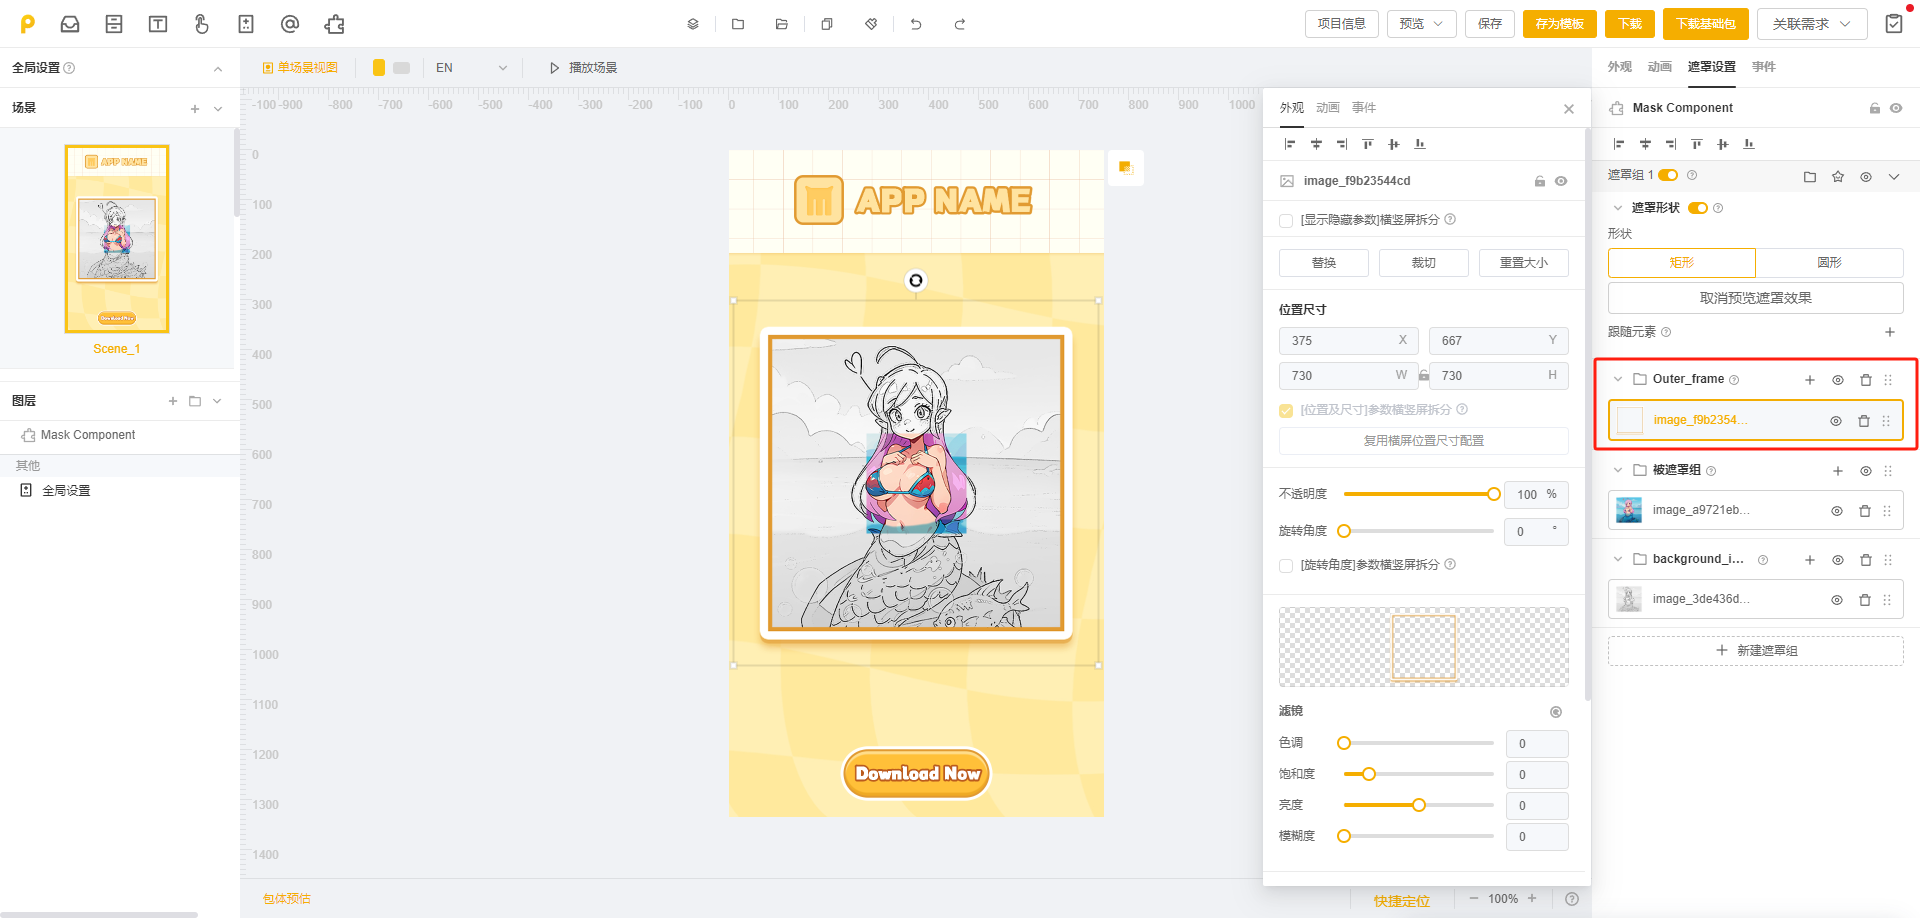 项目信息
预览
保存
存为模板
下载
下载基础包
关联需求
全局设置
场景
APP NAME
Download Now
Scene_1
图层
Mask Component
其他
全局设置
单场景视图
EN
播放场景
-100 -900 -800 -700 -600 -500 -400 -300 -200 -100 0 100 200 300 400 500 600 700 800 900 1000
0
100
200
300
400
500
600
700
800
900
1000
1100
1200
1300
1400
APP NAME
Download Now
包体预估
外观 动画 事件
image_f9b23544cd
[显示隐藏参数]横竖屏拆分
替换 裁切 重置大小
位置尺寸
375 X 667 Y
730 W 730 H
[位置及尺寸]参数横竖屏拆分
复用横屏位置尺寸配置
不透明度 100 %
旋转角度 0 °
[旋转角度]参数横竖屏拆分
滤镜
色调 0
饱和度 0
亮度 0
模糊度 0
快捷定位
100%
外观 动画 遮罩设置 事件
Mask Component
遮罩组 1
遮罩形状
形状
矩形 圆形
取消预览遮罩效果
跟随元素
Outer_frame
image_f9b2354...
被遮罩组
image_a9721eb...
background_i...
image_3de436d...
新建遮罩组